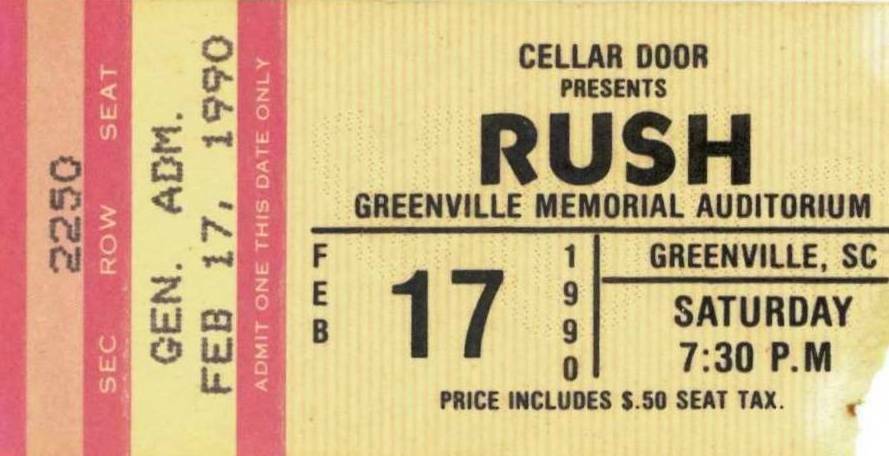 2250
SEC ROW SEAT
GEN. ADM.
FEB 17, 1990
ADMIT ONE THIS DATE ONLY
CELLAR DOOR
PRESENTS
RUSH
GREENVILLE MEMORIAL AUDITORIUM
FEB
17
1990
GREENVILLE, SC
SATURDAY
7:30 P.M
PRICE INCLUDES $.50 SEAT TAX.